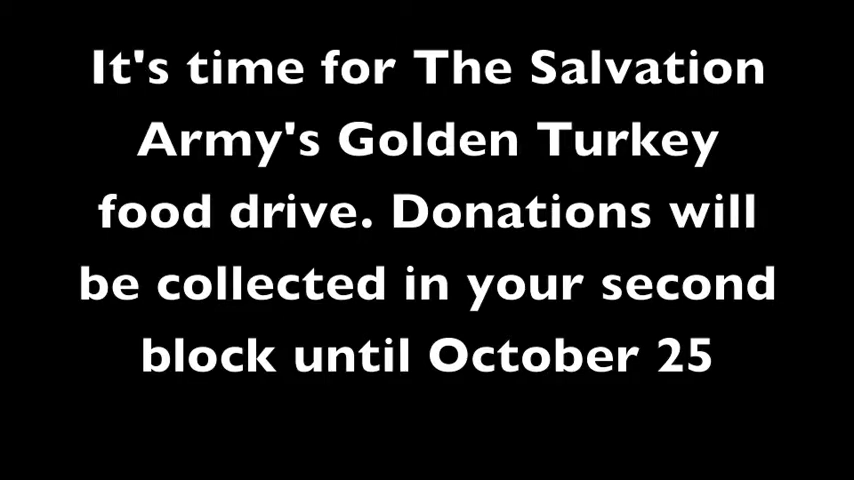 It's time for The Salvation
Army's Golden Turkey
food drive. Donations will
be collected in your second
block until October 25